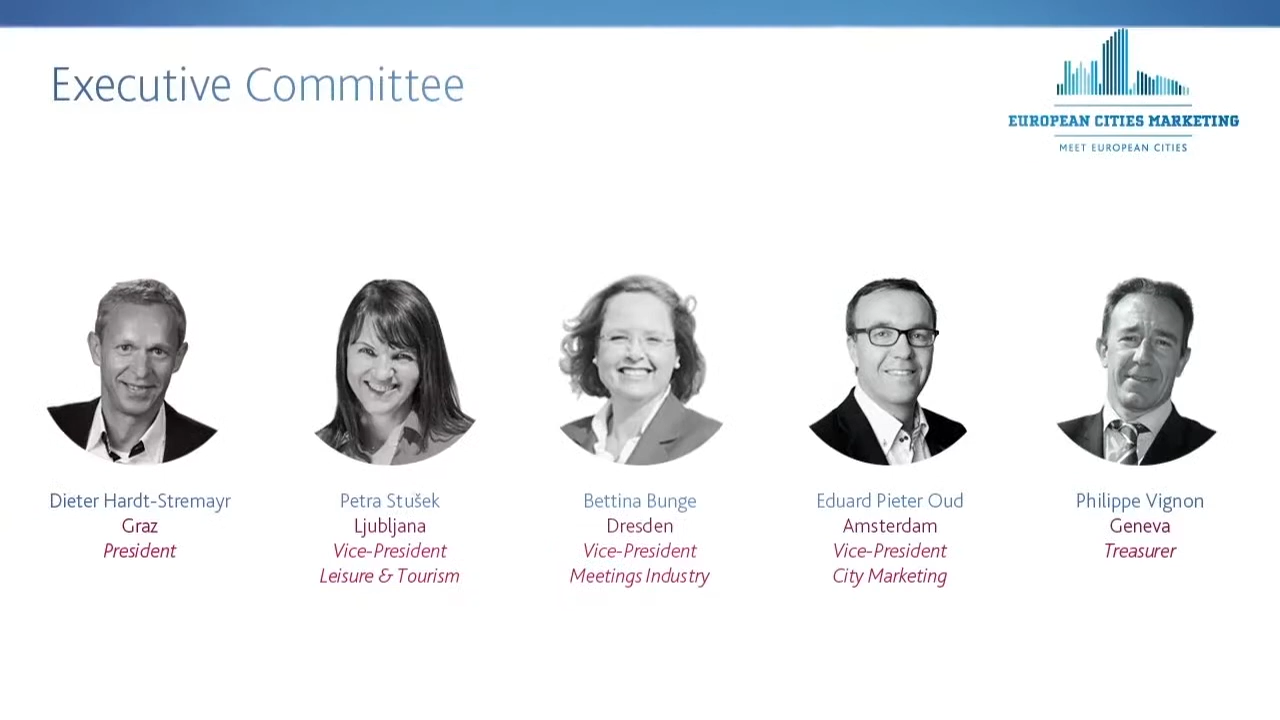 Executive Committee
EUROPEAN CITIES MARKETING
MEET EUROPEAN CITIES
Dieter Hardt-Stremayr
Graz
President
Petra Stušek
Ljubljana
Vice-President
Leisure & Tourism
Bettina Bunge
Dresden
Vice-President
Meetings Industry
Eduard Pieter Oud
Amsterdam
Vice-President
City Marketing
Philippe Vignon
Geneva
Treasurer